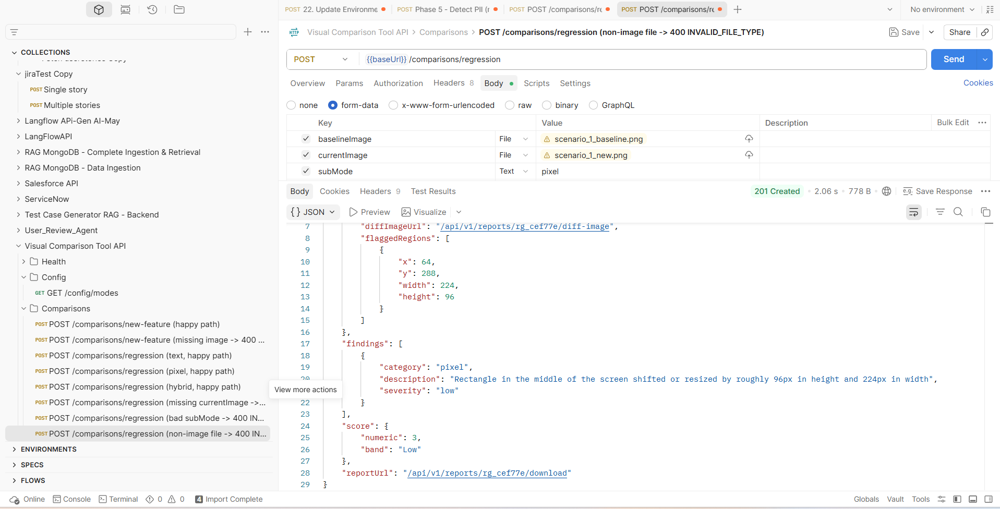 POST 22. Update Environme
POST Phase 5 - Detect PII (r
POST POST /comparisons/re
POST POST /comparisons/re
No environment
COLLECTIONS
jiraTest Copy
POST Single story
POST Multiple stories
Langflow APi-Gen AI-May
LangFlowAPI
RAG MongoDB - Complete Ingestion & Retrieval
RAG MongoDB - Data Ingestion
Salesforce API
ServiceNow
Test Case Generator RAG - Backend
User_Review_Agent
Visual Comparison Tool API
Health
Config
GET GET /config/modes
Comparisons
POST POST /comparisons/new-feature (happy path)
POST POST /comparisons/new-feature (missing image -> 400 ...
POST POST /comparisons/regression (text, happy path)
POST POST /comparisons/regression (pixel, happy path)
POST POST /comparisons/regression (hybrid, happy path)
POST POST /comparisons/regression (missing currentImage ->...
POST POST /comparisons/regression (bad subMode -> 400 IN...
POST POST /comparisons/regression (non-image file -> 400 IN...
ENVIRONMENTS
SPECS
FLOWS
View more actions
HTTP Visual Comparison Tool API > Comparisons > POST /comparisons/regression (non-image file -> 400 INVALID_FILE_TYPE)
Save
Share
POST {{baseUrl}} /comparisons/regression
Send
Overview Params Authorization Headers 8 Body Scripts Settings
Cookies
none form-data x-www-form-urlencoded raw binary GraphQL
Key Value Description Bulk Edit
baselineImage File scenario_1_baseline.png
currentImage File scenario_1_new.png
subMode Text pixel
Body Cookies Headers 9 Test Results
201 Created 2.06 s 778 B e.g. Save Response
{} JSON Preview Visualize
7 "diffImageUrl": "/api/v1/reports/rg_cef77e/diff-image",
8 "flaggedRegions": [
9 {
10 "x": 64,
11 "y": 288,
12 "width": 224,
13 "height": 96
14 }
15 ]
16 },
17 "findings": [
18 {
19 "category": "pixel",
20 "description": "Rectangle in the middle of the screen shifted or resized by roughly 96px in height and 224px in width",
"severity": "low"
22 }
23 ],
24 "score": {
25 "numeric": 3,
26 "band": "Low"
27 },
28 "reportUrl": "/api/v1/reports/rg_cef77e/download"
29 }
Online Console Terminal 0 0 4 Import Complete
Globals Vault Tools